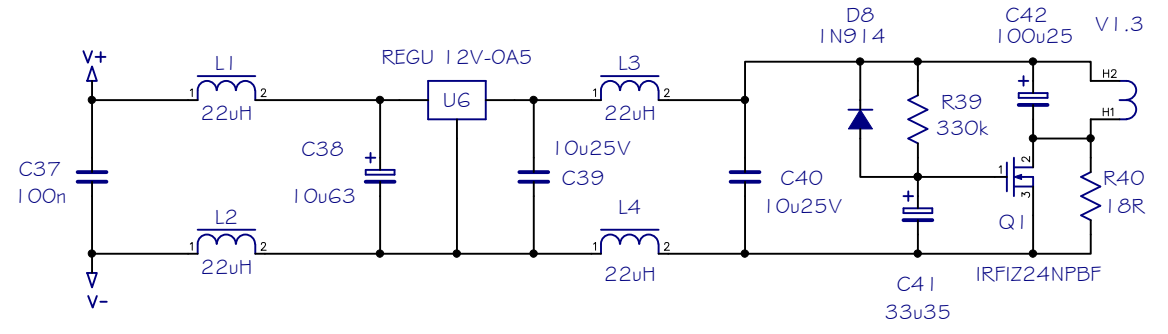 D8
1N914
C42
100u25
V1.3
V+
L1
REGU 12V-0A5
L3
H2
1
2
U6
1
2
+
R39
330k
H1
22uH
22uH
C37
100n
C38
10u63
+
10u25V
C39
C40
10u25V
+
1
2
3
R40
18R
L2
L4
Q1
1
2
1
2
22uH
22uH
V-
C41
33u35
IRFIZ24NPBF